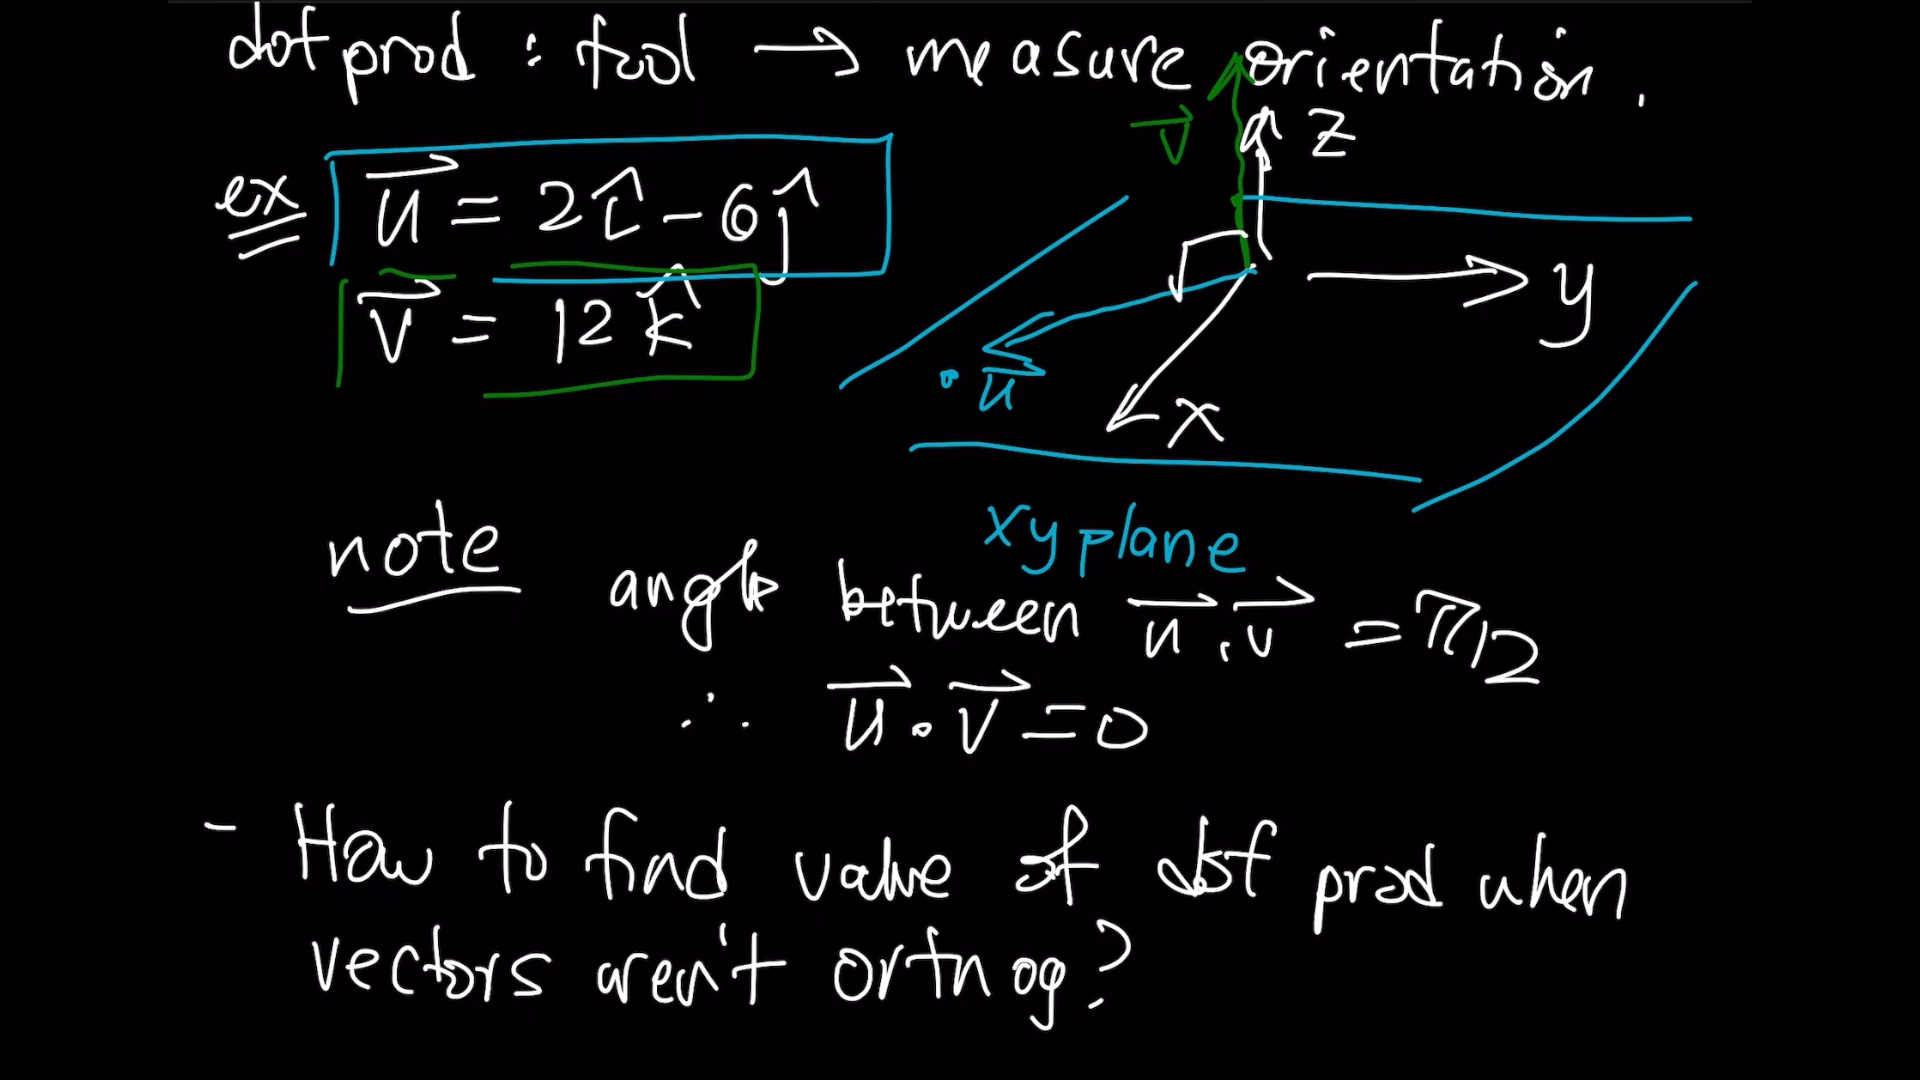 dot prod : tool → measure orientation.
ex u⃗ = 2î - 6ĵ
v⃗ = 12 k̂
v⃗
z
y
u⃗
x
xy plane
note angle between u⃗, v⃗ = π/2
∴ u⃗ • v⃗ = 0
- How to find value of dot prod when
vectors aren't orthog?